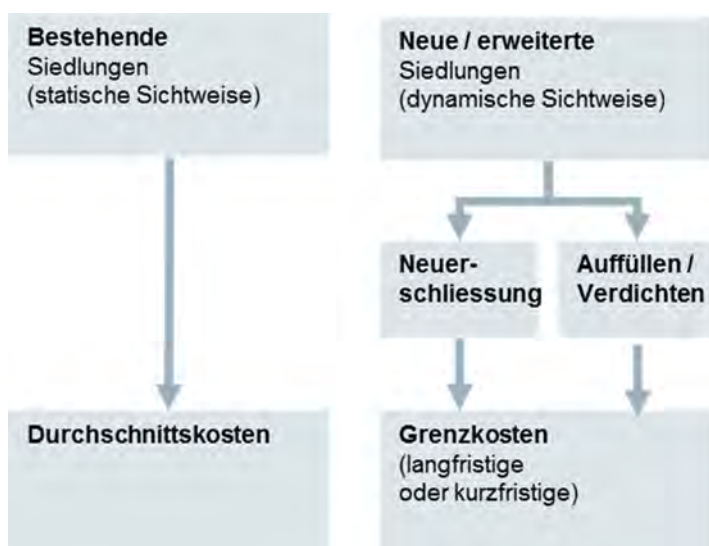 Bestehende
Siedlungen
(statische Sichtweise)
Neue / erweiterte
Siedlungen
(dynamische Sichtweise)
Neuer-
schliessung
Auffüllen /
Verdichten
Durchschnittskosten
Grenzkosten
(langfristige
oder kurzfristige)